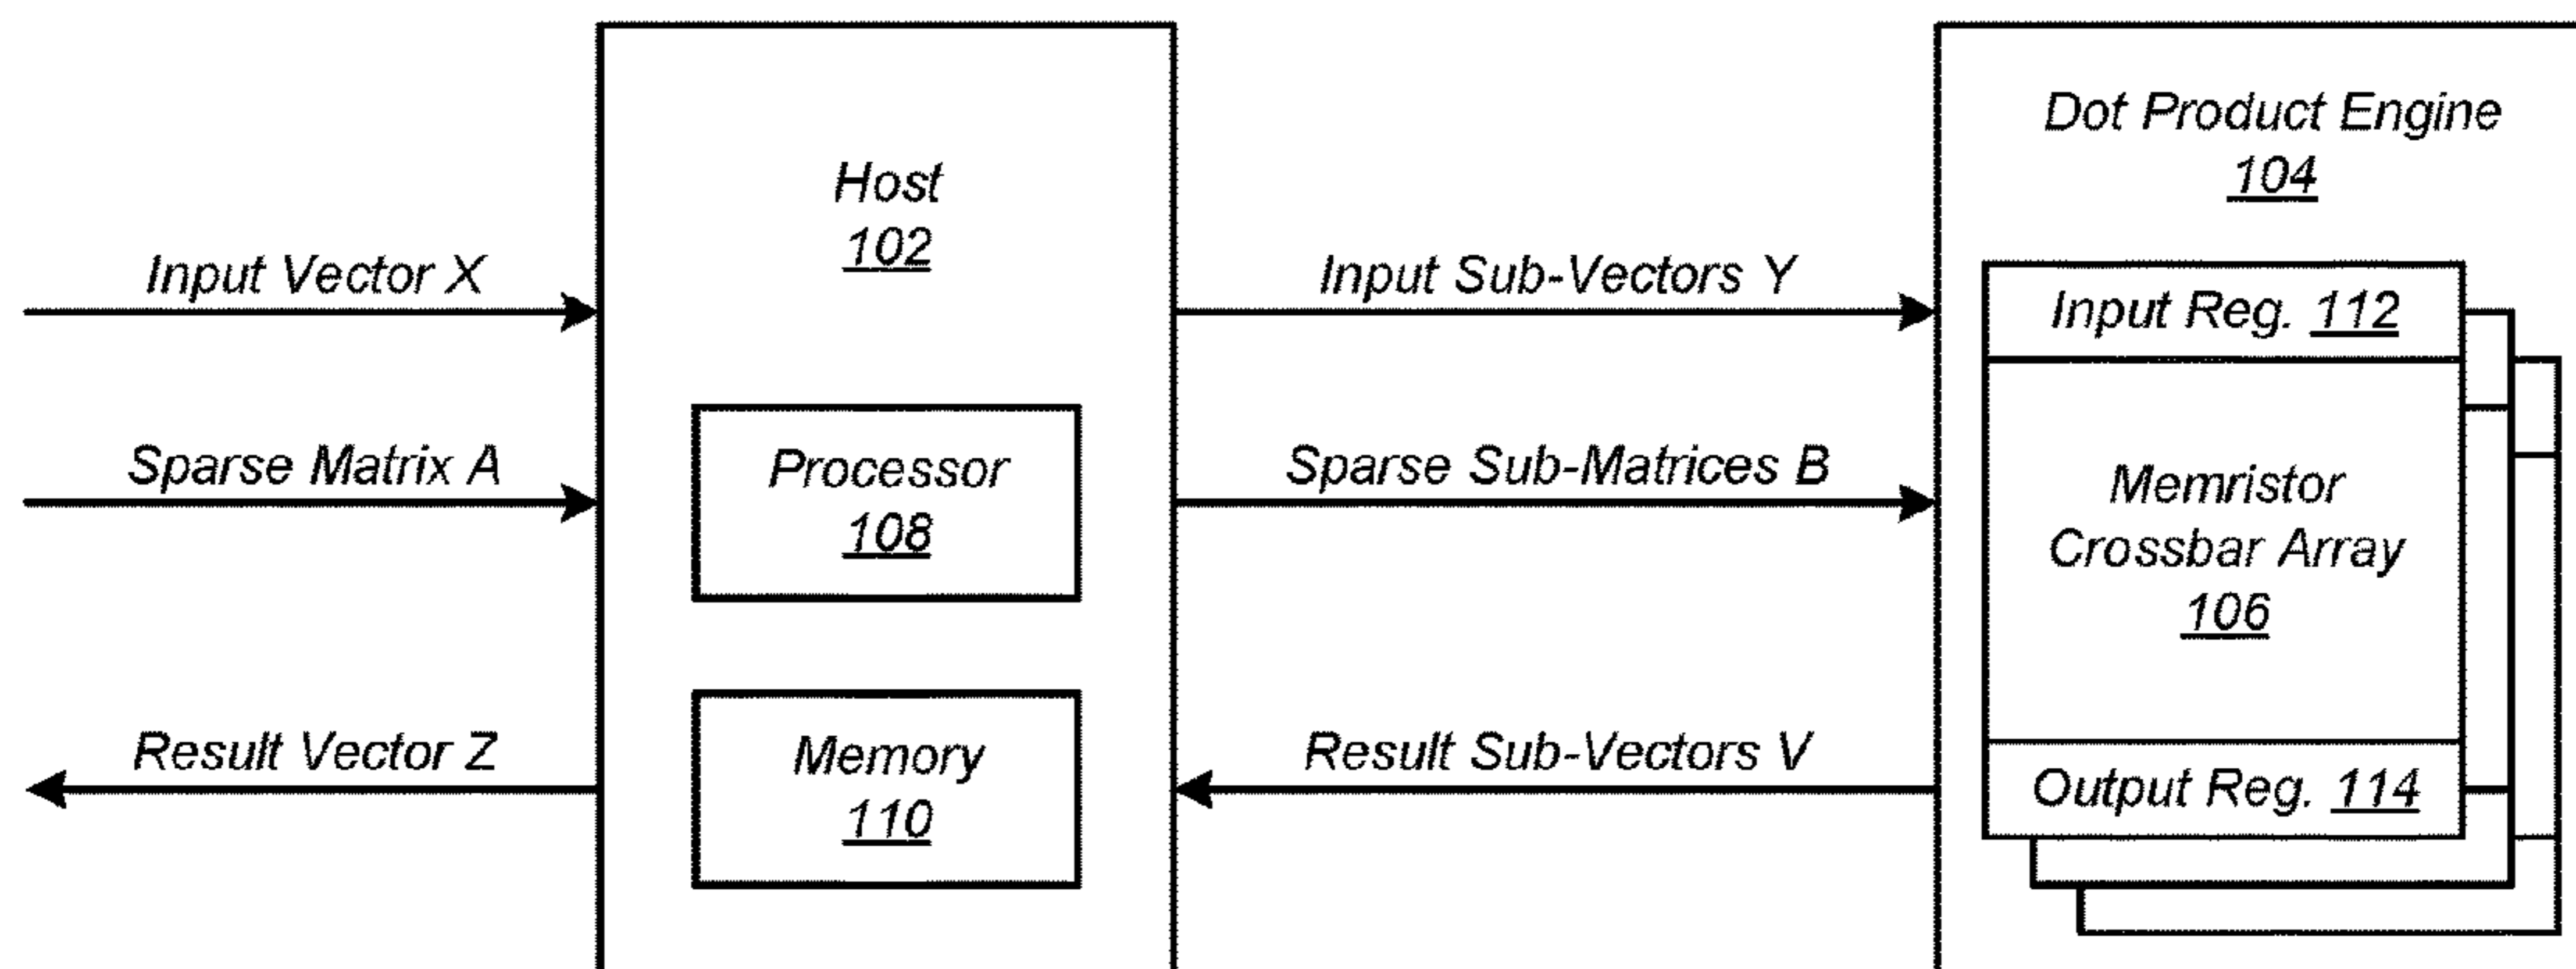 Host
102
Input Vector X
Sparse Matrix A
Result Vector Z
Processor
108
Memory
110
Input Sub-Vectors Y
Sparse Sub-Matrices B
Result Sub-Vectors V
Dot Product Engine
104
Input Reg. 112
Memristor
Crossbar Array
106
Output Reg. 114